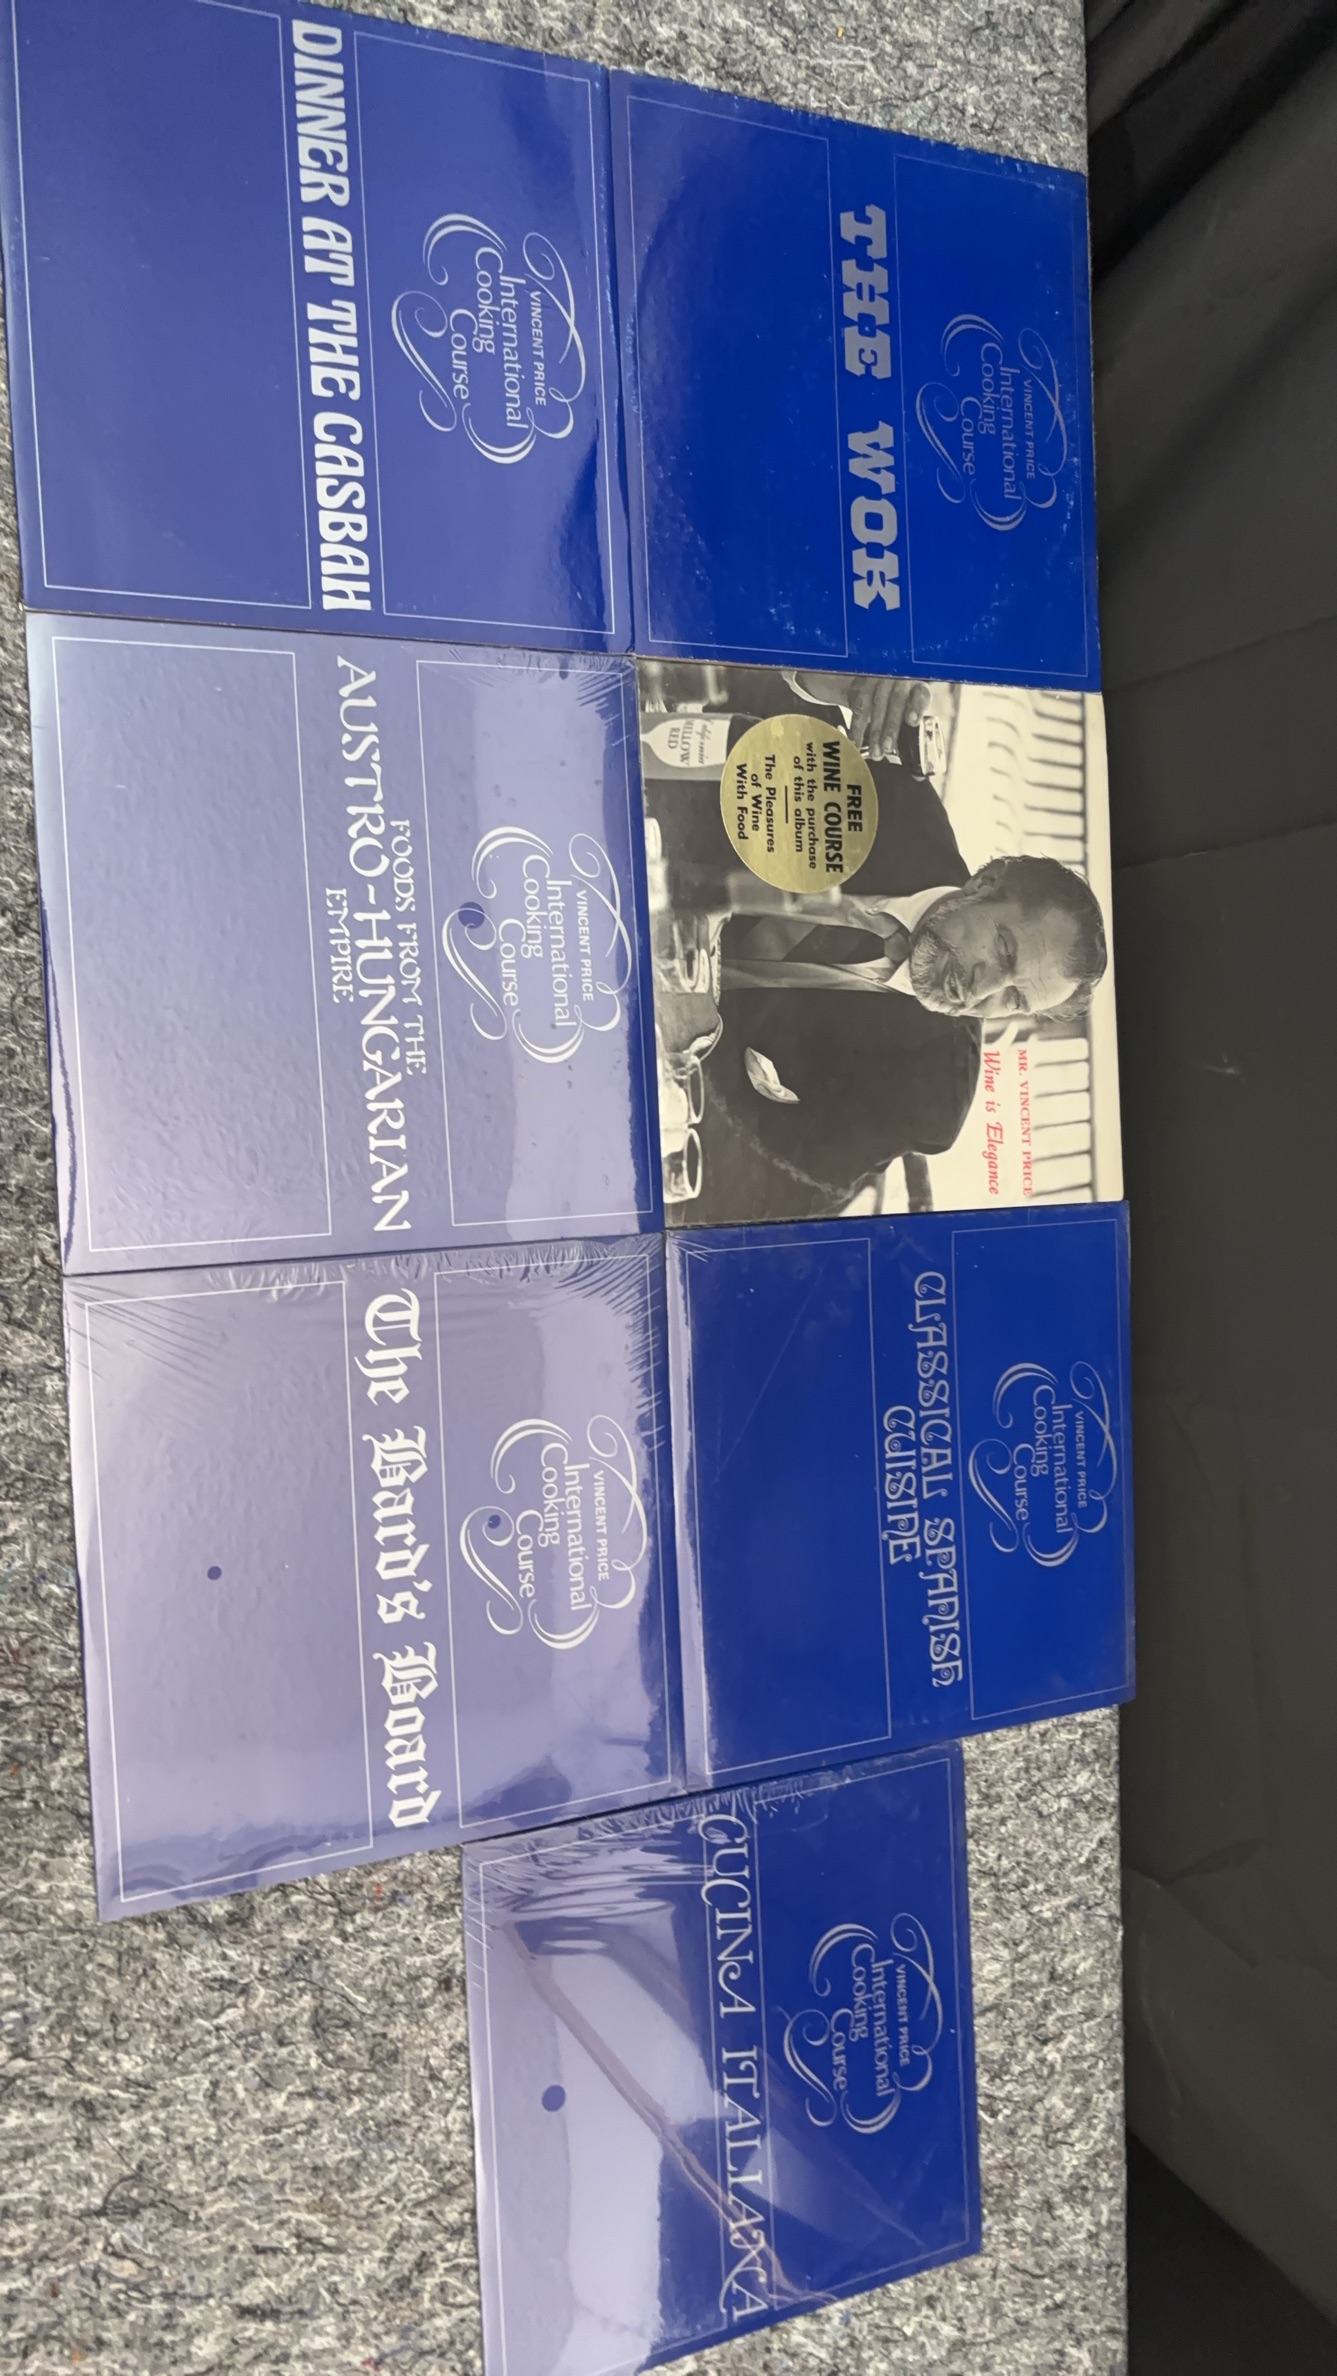 VINCENT PRICE
International
Cooking
Course
THE WOK
MR. VINCENT PRICE
Wine is Elegance
FREE
WINE COURSE
with the purchase
of this album
The Pleasures
of Wine
With Food
MELLOW
RED
VINCENT PRICE
International
Cooking
Course
CLASSICAL SPANISH
CUISINE
VINCENT PRICE
International
Cooking
Course
CUCINA ITALIANA
VINCENT PRICE
International
Cooking
Course
DINNER AT THE CASBAH
VINCENT PRICE
International
Cooking
Course
FOODS FROM THE
AUSTRO-HUNGARIAN
EMPIRE
VINCENT PRICE
International
Cooking
Course
The Bard's Board